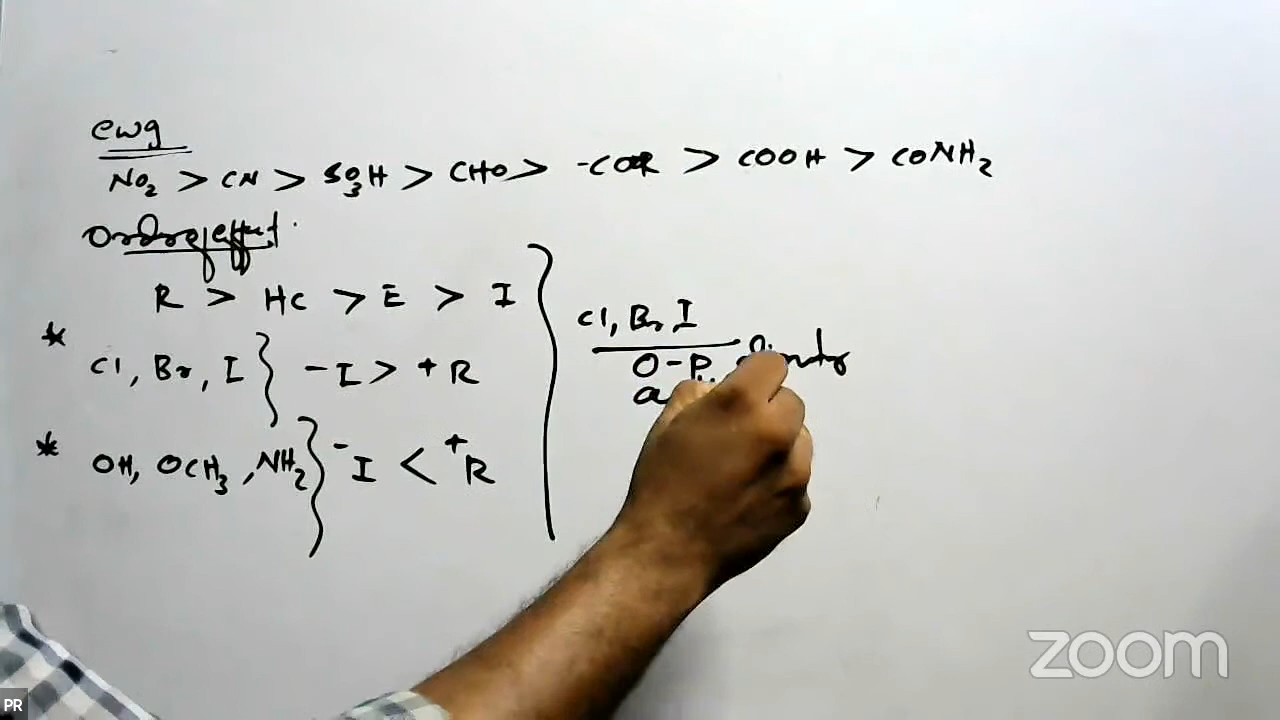 ewg
NO2 > CN > SO3H > CHO > -COR > COOH > CONH2
R > HC > E > I
* Cl, Br, I } -I > +R
* OH, OCH3, NH2 } -I < +R
Cl, Br I
O-P
a
zoom
PR